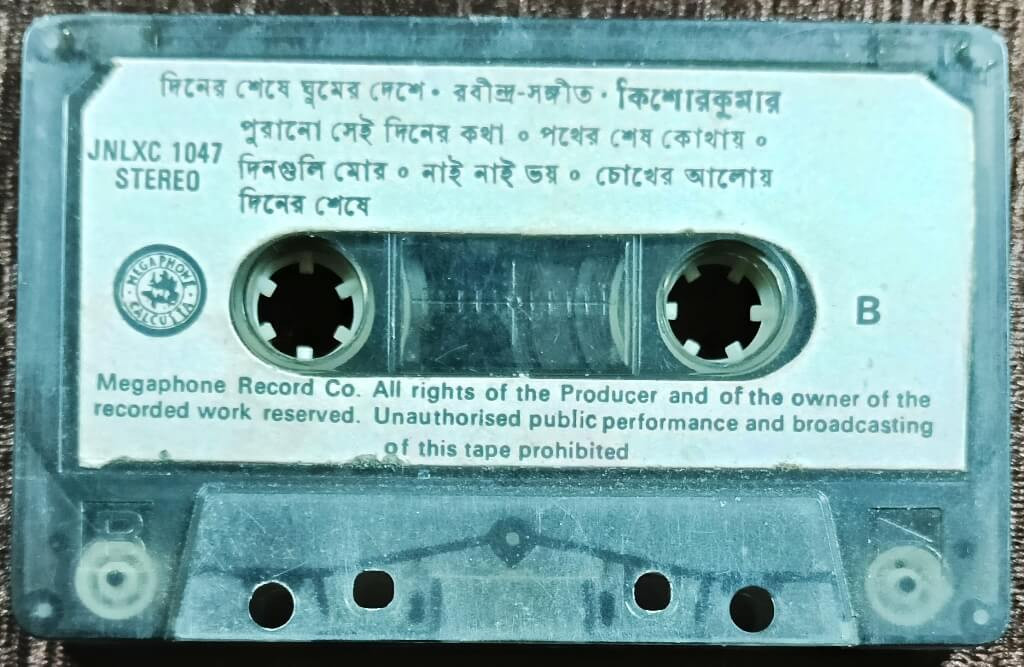 দিনের শেষে ঘুমের দেশে • রবীন্দ্র-সঙ্গীত • কিশোরকুমার
পুরানো সেই দিনের কথা ০ পথের শেষ কোথায় ০
JNLXC 1047
দিনগুলি মোর ০ নাই নাই ভয় ০ চোখের আলোয়
STEREO
দিনের শেষে
MEGAPHONE
CALCUTTA
B
Megaphone Record Co. All rights of the Producer and of the owner of the
recorded work reserved. Unauthorised public performance and broadcasting
of this tape prohibited